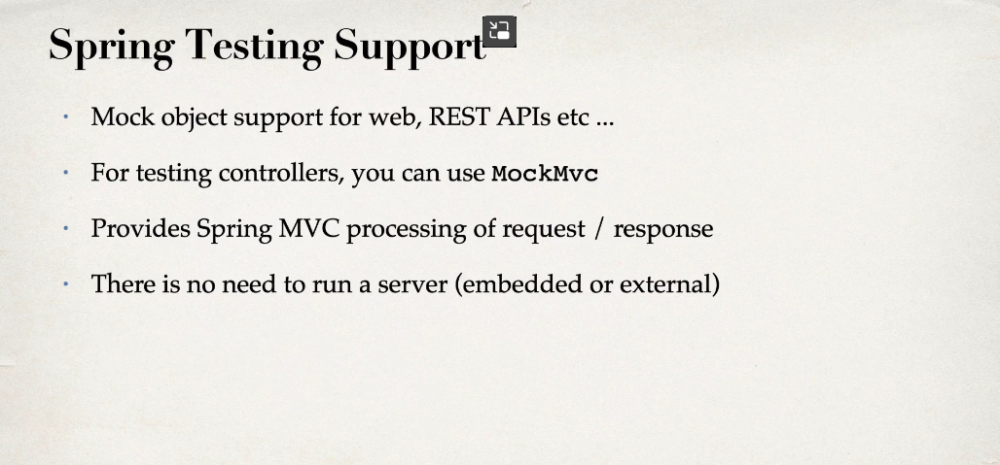 Spring Testing Support
• Mock object support for web, REST APIs etc ...
• For testing controllers, you can use MockMvc
• Provides Spring MVC processing of request / response
• There is no need to run a server (embedded or external)